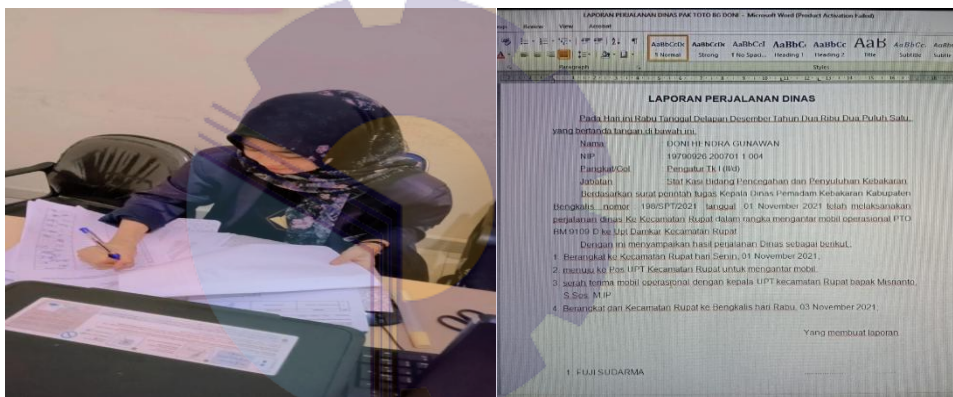 LAPORAN PERJALANAN DINAS PAK TOTO BG DONI - Microsoft Word (Product Activation Failed)
Review View Acrobat
AaBbCcDc AaBbCcDc AaBbCcI AaBbC AaBbCc AaB AaBbCc.
¶ Normal Strong ¶ No Spaci... Heading 1 Heading 2 Title Subtitle
Paragraph Styles
LAPORAN PERJALANAN DINAS
Pada Hari ini Rabu Tanggal Delapan Desember Tahun Dua Ribu Dua Puluh Satu,
yang bertanda tangan di bawah ini,
Nama DONI HENDRA GUNAWAN
NIP 19700926 200701 1 004
Pangkat/Gol Pengatur Tk I (II/d)
Jabatan Staf Kasi Bidang Pencegahan dan Penyuluhan Kebakaran
Berdasarkan surat perintah tugas Kepala Dinas Pemadam Kebakaran Kabupaten
Bengkalis nomor 198/SPT/2021 tanggal 01 November 2021 telah melaksanakan
perjalanan dinas Ke Kecamatan Rupat dalam rangka mengantar mobil operasional PTO
BM 9109 D ke Upt Damkar Kecamatan Rupat
Dengan ini menyampaikan hasil perjalanan Dinas sebagai berikut :
1. Berangkat ke Kecamatan Rupat hari Senin, 01 November 2021,
2. menuju ke Pos UPT Kecamatan Rupat untuk mengantar mobil.
3. serah terima mobil operasional dengan kepala UPT kecamatan Rupat bapak Misrianto,
S.Sos. M.IP
4. Berangkat dari Kecamatan Rupat ke Bengkalis hari Rabu, 03 November 2021,
Yang membuat laporan
1. FUJI SUDARMA